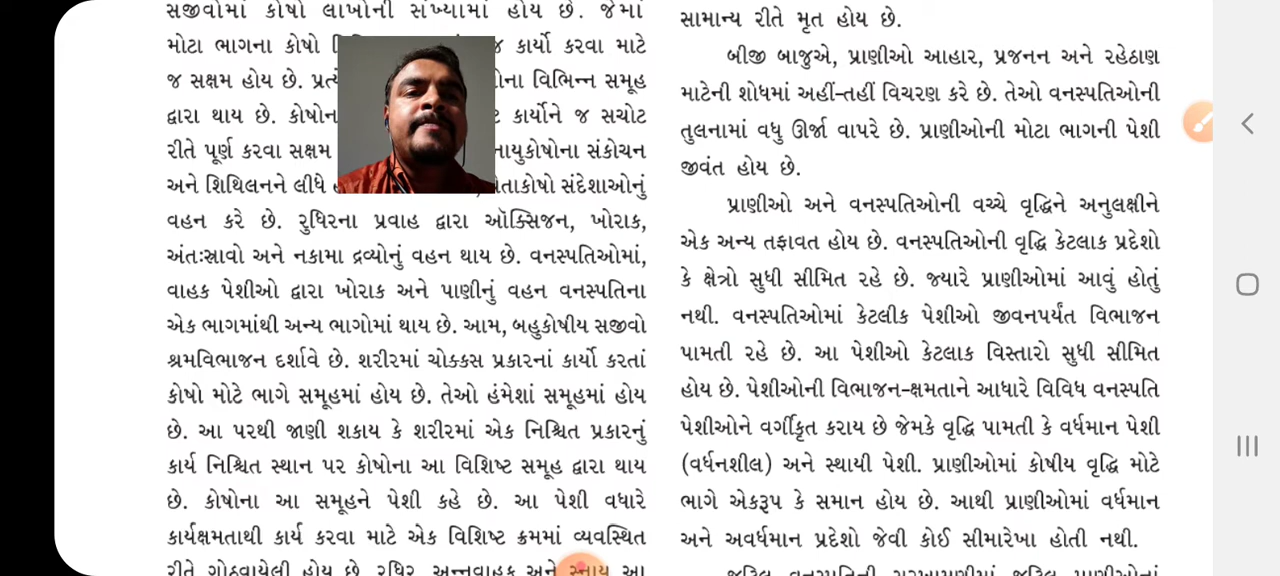 સજીવોમાં કોષો લાખોની સંખ્યામાં હોય છે. જેમાં
મોટા ભાગના કોષો જ કાર્યો કરવા માટે
જ સક્ષમ હોય છે. વિભિન્ન સમૂહ
દ્વારા થાય છે. કાર્યોને જ સચોટ
રીતે પૂર્ણ કરવા સક્ષમ સંકોચન
અને શિથિલનને લીધે સંદેશાઓનું
વહન કરે છે. રુધિરના પ્રવાહ દ્વારા ઑક્સિજન, ખોરાક,
અંતઃસ્રાવો અને નકામા દ્રવ્યોનું વહન થાય છે. વનસ્પતિઓમાં,
વાહક પેશીઓ દ્વારા ખોરાક અને પાણીનું વહન વનસ્પતિના
એક ભાગમાંથી અન્ય ભાગોમાં થાય છે. આમ, બહુકોષીય સજીવો
શ્રમવિભાજન દર્શાવે છે. શરીરમાં ચોક્કસ પ્રકારનાં કાર્યો કરતાં
કોષો મોટે ભાગે સમૂહમાં હોય છે. તેઓ હંમેશાં સમૂહમાં હોય
છે. આ પરથી જાણી શકાય કે શરીરમાં એક નિશ્ચિત પ્રકારનું
કાર્ય નિશ્ચિત સ્થાન પર કોષોના આ વિશિષ્ટ સમૂહ દ્વારા થાય
છે. કોષોના આ સમૂહને પેશી કહે છે. આ પેશી વધારે
કાર્યક્ષમતાથી કાર્ય કરવા માટે એક વિશિષ્ટ ક્રમમાં વ્યવસ્થિત
રીતે ગોઠવાયેલી હોય છે. રુધિર, અન્નવાહક અને સ્નાયુ આ
સામાન્ય રીતે મૃત હોય છે.
બીજી બાજુએ, પ્રાણીઓ આહાર, પ્રજનન અને રહેઠાણ
માટેની શોધમાં અહીં-તહીં વિચરણ કરે છે. તેઓ વનસ્પતિઓની
તુલનામાં વધુ ઊર્જા વાપરે છે. પ્રાણીઓની મોટા ભાગની પેશી
જીવંત હોય છે.
પ્રાણીઓ અને વનસ્પતિઓની વચ્ચે વૃદ્ધિને અનુલક્ષીને
એક અન્ય તફાવત હોય છે. વનસ્પતિઓની વૃદ્ધિ કેટલાક પ્રદેશો
કે ક્ષેત્રો સુધી સીમિત રહે છે. જ્યારે પ્રાણીઓમાં આવું હોતું
નથી. વનસ્પતિઓમાં કેટલીક પેશીઓ જીવનપર્યંત વિભાજન
પામતી રહે છે. આ પેશીઓ કેટલાક વિસ્તારો સુધી સીમિત
હોય છે. પેશીઓની વિભાજન-ક્ષમતાને આધારે વિવિધ વનસ્પતિ
પેશીઓને વર્ગીકૃત કરાય છે જેમકે વૃદ્ધિ પામતી કે વર્ધમાન પેશી
(વર્ધનશીલ) અને સ્થાયી પેશી. પ્રાણીઓમાં કોષીય વૃદ્ધિ મોટે
ભાગે એકરૂપ કે સમાન હોય છે. આથી પ્રાણીઓમાં વર્ધમાન
અને અવર્ધમાન પ્રદેશો જેવી કોઈ સીમારેખા હોતી નથી.